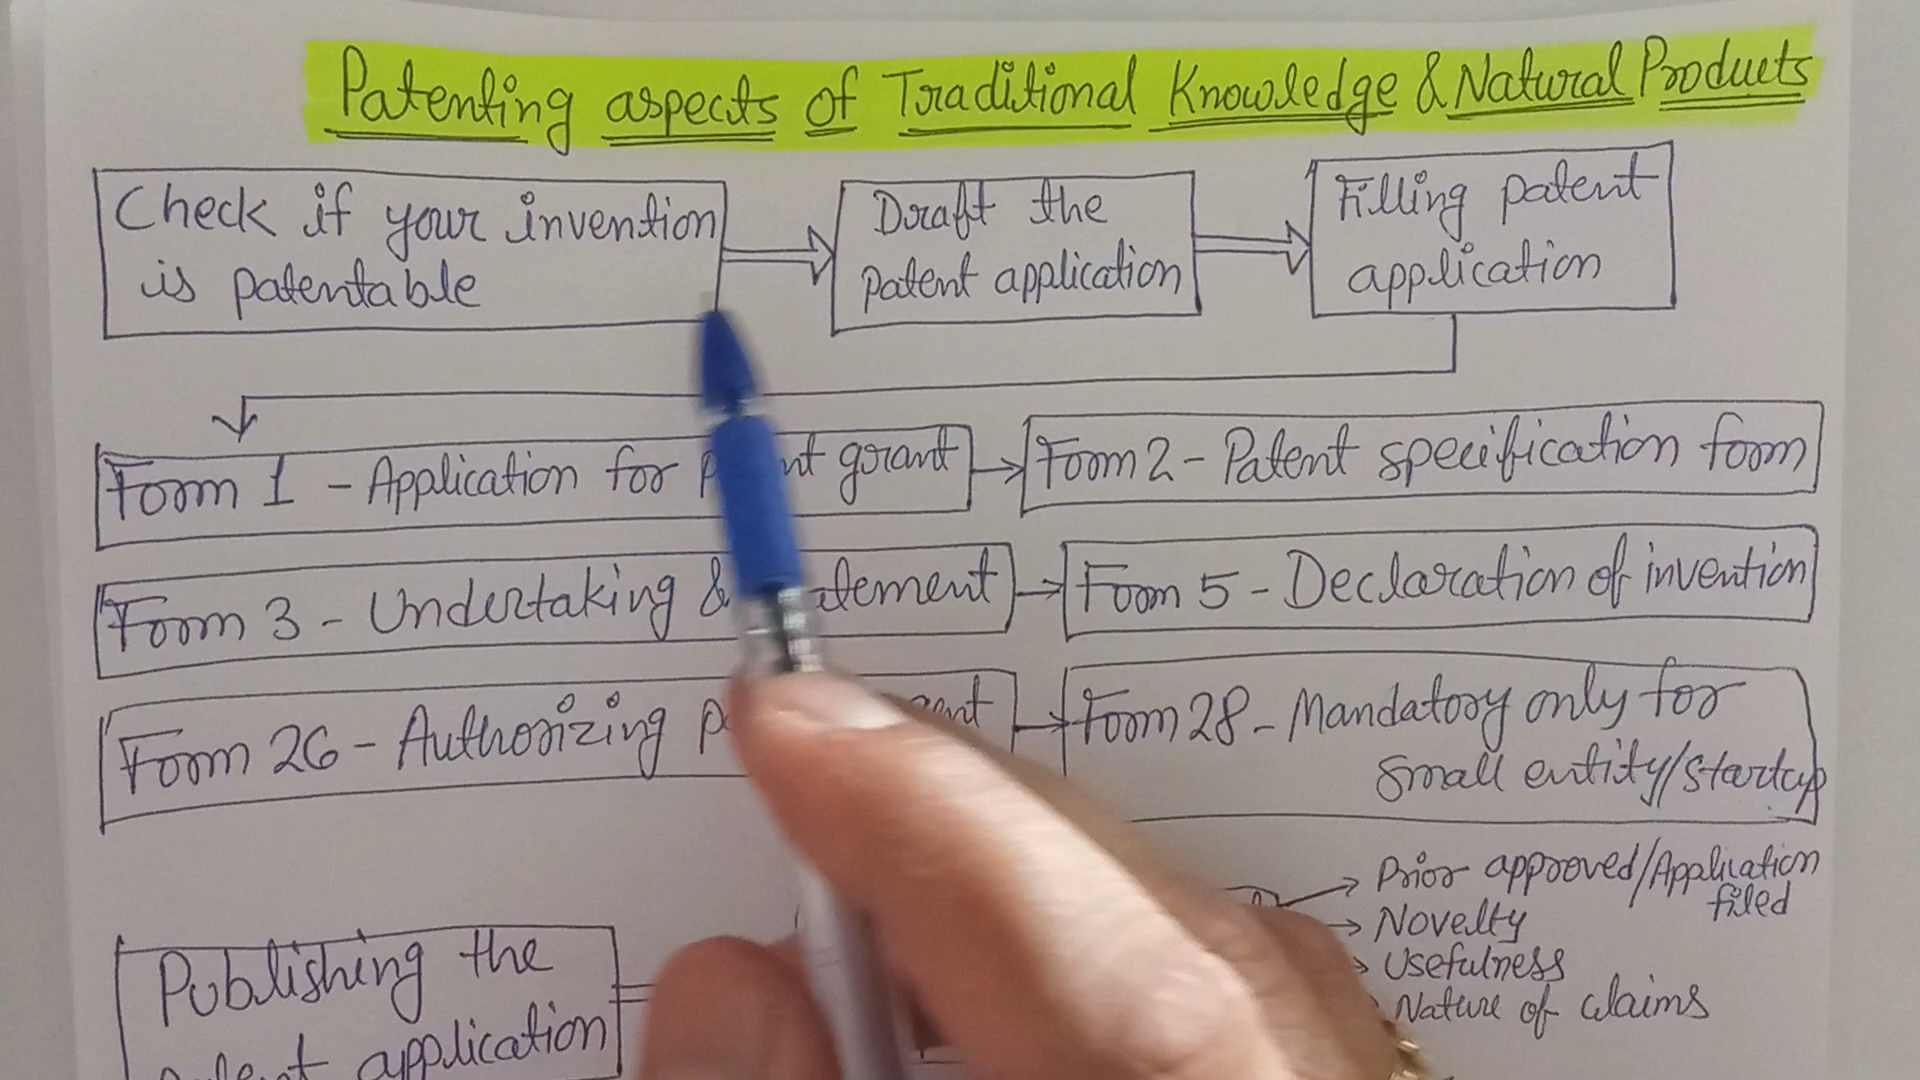 Patenting aspects of Traditional Knowledge & Natural Products
Check if your invention
is patentable
Draft the
patent application
Filling patent
application
Form 1 - Application for grant
Form 2 - Patent specification form
Form 3 - Undertaking &
Form 5 - Declaration of invention
Form 26 - Authorizing
Form 28 - Mandatory only for
small entity/startup
Prior approved/Application
filed
Novelty
Usefulness
Nature of claims
Publishing the
application